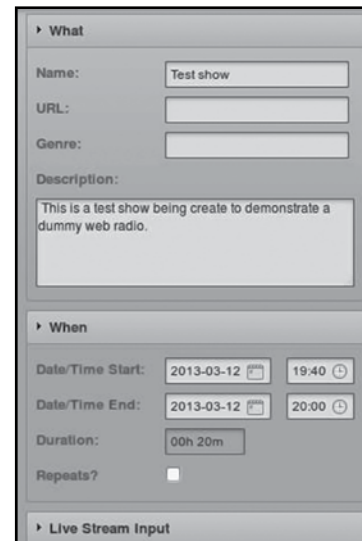 What
Name: Test show
URL:
Genre:
Description:
This is a test show being create to demonstrate a
dummy web radio.
When
Date/Time Start: 2013-03-12 19:40
Date/Time End: 2013-03-12 20:00
Duration: 00h 20m
Repeats?
Live Stream Input